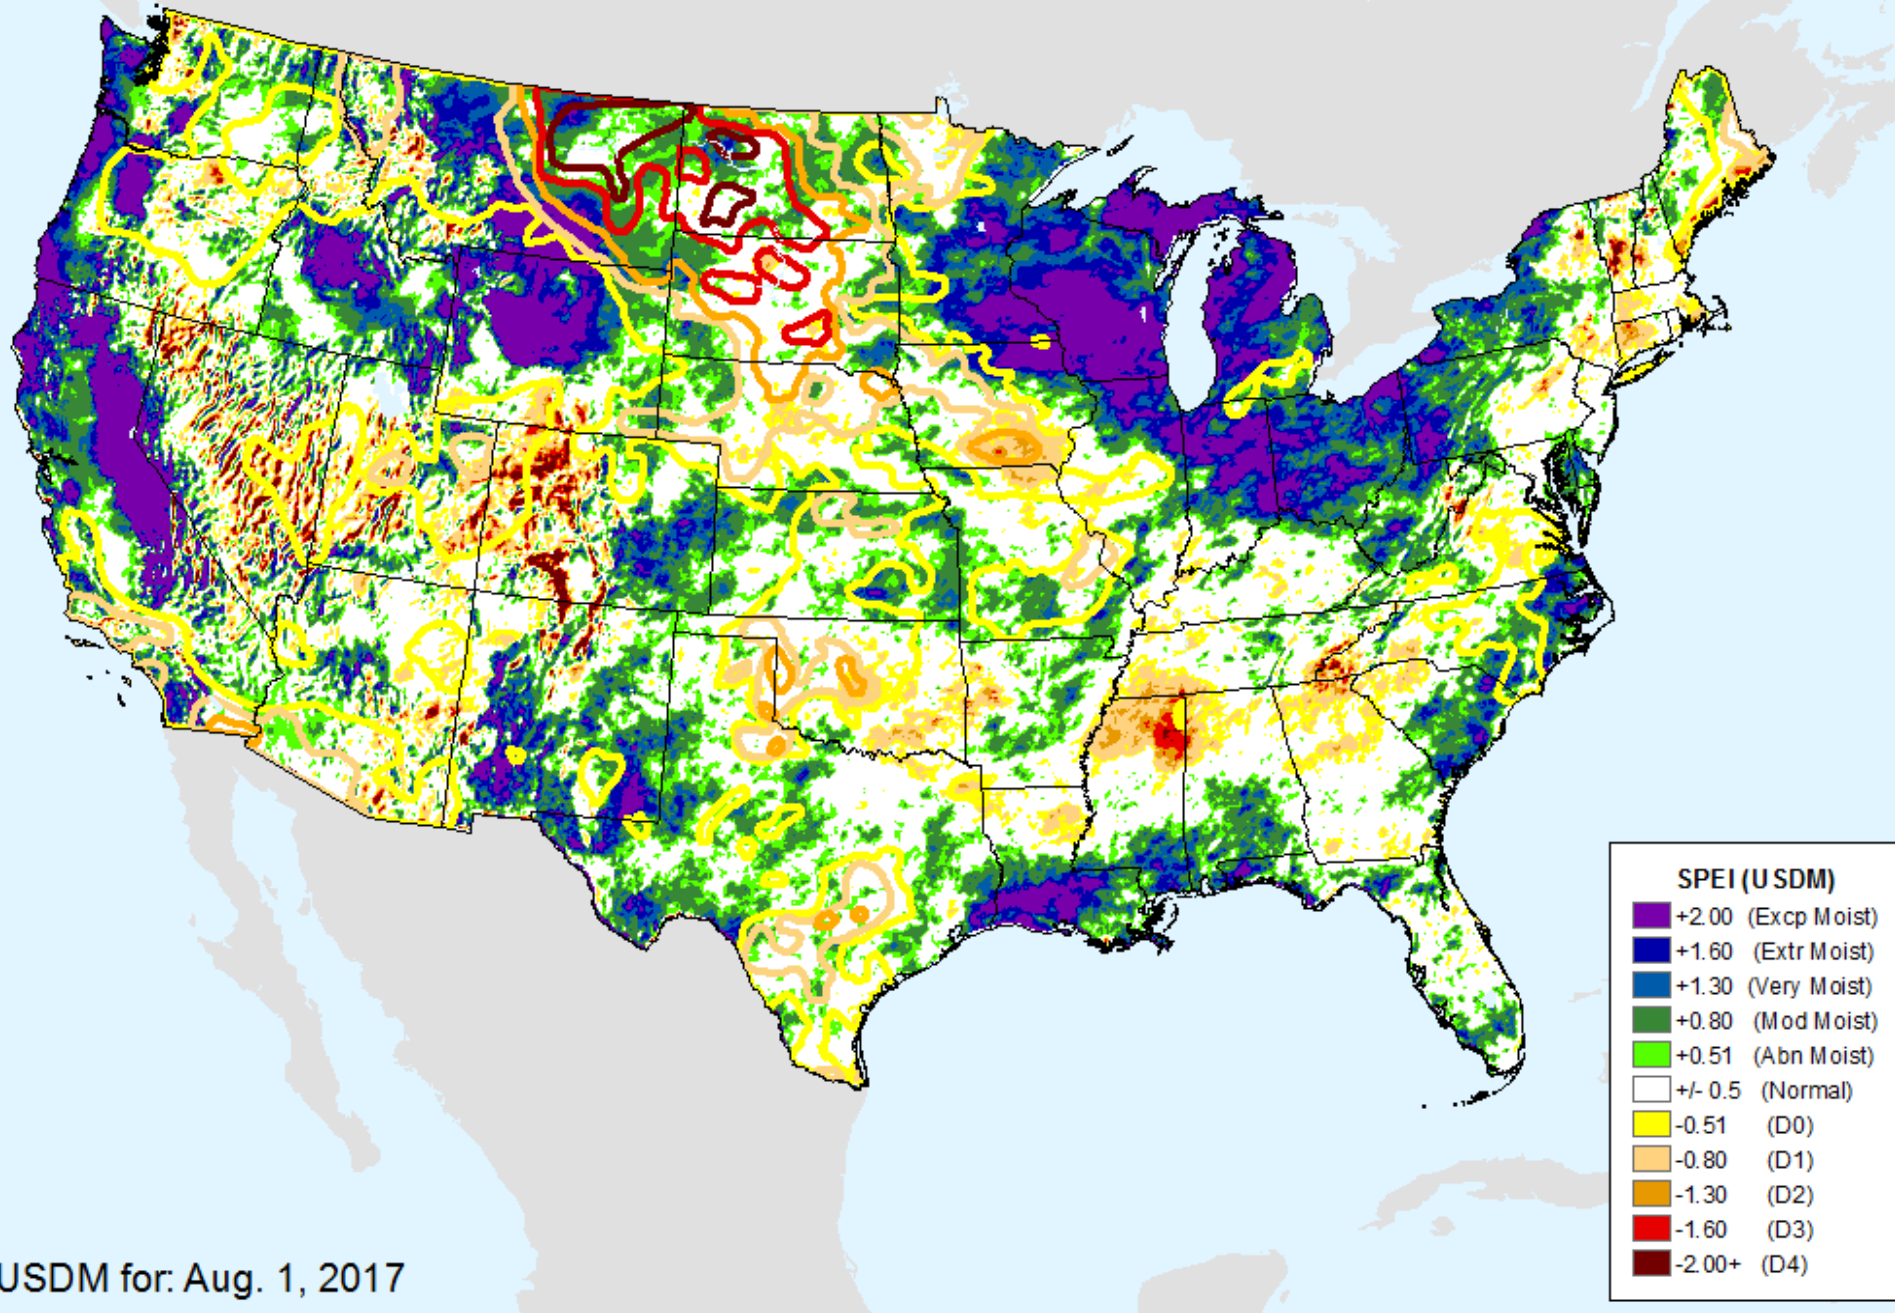 SPEI (USDM)
+2.00 (Excp Moist)
+1.60 (Extr Moist)
+1.30 (Very Moist)
+0.80 (Mod Moist)
+0.51 (Abn Moist)
+/- 0.5 (Normal)
-0.51 (D0)
-0.80 (D1)
-1.30 (D2)
-1.60 (D3)
-2.00+ (D4)
USDM for: Aug. 1, 2017